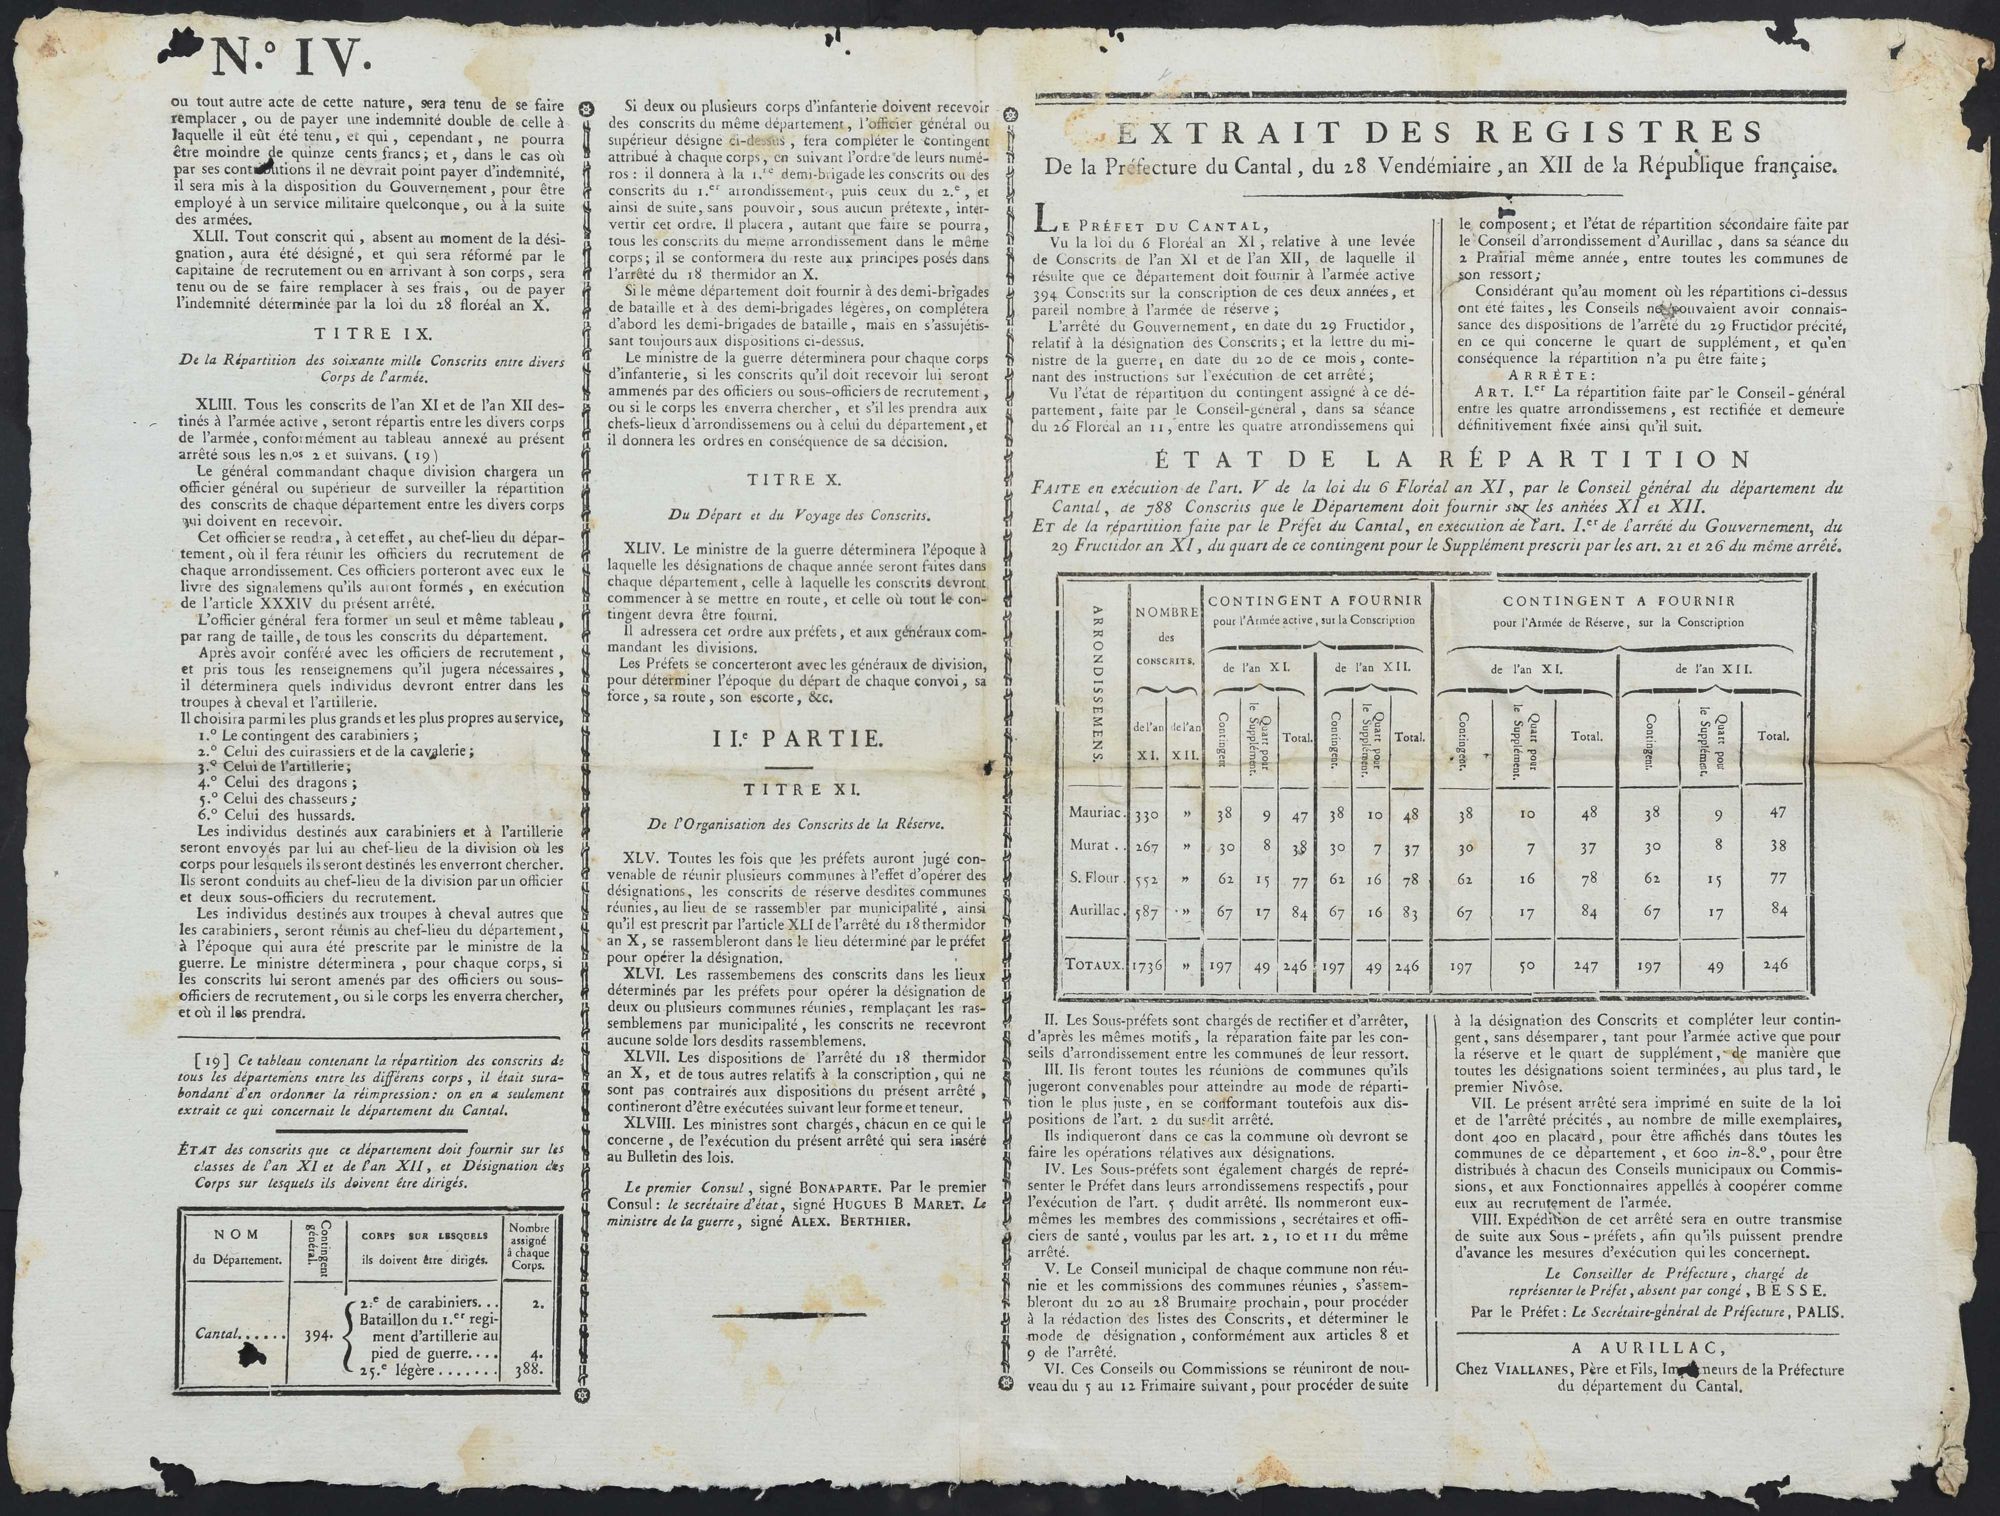 N.º IV.
ou tout autre acte de cette nature, sera tenu de se faire
remplacer, ou de payer une indemnité double de celle à
laquelle il eût été tenu, et qui, cependant, ne pourra
être moindre de quinze cents francs; et, dans le cas où
par ses contributions il ne devrait point payer d'indemnité,
il sera mis à la disposition du Gouvernement, pour être
employé à un service militaire quelconque, ou à la suite
des armées.
XLII. Tout conscrit qui, absent au moment de la dési-
gnation, aura été désigné, et qui sera réformé par le
capitaine de recrutement ou en arrivant à son corps, sera
tenu ou de se faire remplacer à ses frais, ou de payer
l'indemnité déterminée par la loi du 28 floréal an X.
TITRE IX.
De la Répartition des soixante mille Conscrits entre divers
Corps de l'armée.
XLIII. Tous les conscrits de l'an XI et de l'an XII des-
tinés à l'armée active, seront répartis entre les divers corps
de l'armée, conformément au tableau annexé au présent
arrêté sous les n.os 2 et suivans. (19)
Le général commandant chaque division chargera un
officier général ou supérieur de surveiller la répartition
des conscrits de chaque département entre les divers corps
qui doivent en recevoir.
Cet officier se rendra, à cet effet, au chef-lieu du dépar-
tement, où il fera réunir les officiers du recrutement de
chaque arrondissement. Ces officiers porteront avec eux le
livre des signalemens qu'ils auront formés, en exécution
de l'article XXXIV du présent arrêté.
L'officier général fera former un seul et même tableau,
par rang de taille, de tous les conscrits du département.
Après avoir conféré avec les officiers de recrutement,
et pris tous les renseignemens qu'il jugera nécessaires,
il déterminera quels individus devront entrer dans les
troupes à cheval et l'artillerie.
Il choisira parmi les plus grands et les plus propres au service,
1.º Le contingent des carabiniers;
2.º Celui des cuirassiers et de la cavalerie;
3.º Celui de l'artillerie;
4.º Celui des dragons;
5.º Celui des chasseurs;
6.º Celui des hussards.
Les individus destinés aux carabiniers et à l'artillerie
seront envoyés par lui au chef-lieu de la division où les
corps pour lesquels ils seront destinés les enverront chercher.
Ils seront conduits au chef-lieu de la division par un officier
et deux sous-officiers du recrutement.
Les individus destinés aux troupes à cheval autres que
les carabiniers, seront réunis au chef-lieu du département,
à l'époque qui aura été prescrite par le ministre de la
guerre. Le ministre déterminera, pour chaque corps, si
les conscrits lui seront amenés par des officiers ou sous-
officiers de recrutement, ou si le corps les enverra chercher,
et où il les prendra.
[19] Ce tableau contenant la répartition des conscrits de
tous les départemens entre les différens corps, il était sura-
bondant d'en ordonner la réimpression: on en a seulement
extrait ce qui concernait le département du Cantal.
ÉTAT des conscrits que ce département doit fournir sur les
classes de l'an XI et de l'an XII, et Désignation des
Corps sur lesquels ils doivent être dirigés.
NOM du Département. Contingent général. CORPS SUR LESQUELS ils doivent être dirigés. Nombre assigné à chaque Corps.
Cantal...... 394.
2.e de carabiniers... 2.
Bataillon du 1.er regi-
ment d'artillerie au
pied de guerre.... 4.
25.e légère....... 388.
Si deux ou plusieurs corps d'infanterie doivent recevoir
des conscrits du même département, l'officier général ou
supérieur désigné ci-dessus, fera compléter le contingent
attribué à chaque corps, en suivant l'ordre de leurs numé-
ros: il donnera à la 1.re demi-brigade les conscrits ou des
conscrits du 1.er arrondissement, puis ceux du 2.e, et
ainsi de suite, sans pouvoir, sous aucun prétexte, inter-
vertir cet ordre. Il placera, autant que faire se pourra,
tous les conscrits du meme arrondissement dans le même
corps; il se conformera du reste aux principes posés dans
l'arrêté du 18 thermidor an X.
Si le même département doit fournir à des demi-brigades
de bataille et à des demi-brigades légères, on complétera
d'abord les demi-brigades de bataille, mais en s'assujétis-
sant toujours aux dispositions ci-dessus.
Le ministre de la guerre déterminera pour chaque corps
d'infanterie, si les conscrits qu'il doit recevoir lui seront
ammenés par des officiers ou sous-officiers de recrutement,
ou si le corps les enverra chercher, et s'il les prendra aux
chefs-lieux d'arrondissemens ou à celui du département, et
il donnera les ordres en conséquence de sa décision.
TITRE X.
Du Départ et du Voyage des Conscrits.
XLIV. Le ministre de la guerre déterminera l'époque à
laquelle les désignations de chaque année seront faites dans
chaque département, celle à laquelle les conscrits devront
commencer à se mettre en route, et celle où tout le con-
tingent devra être fourni.
Il adressera cet ordre aux préfets, et aux généraux com-
mandant les divisions.
Les Préfets se concerteront avec les généraux de division,
pour déterminer l'époque du départ de chaque convoi, sa
force, sa route, son escorte, &c.
II.e PARTIE.
TITRE XI.
De l'Organisation des Conscrits de la Réserve.
XLV. Toutes les fois que les préfets auront jugé con-
venable de réunir plusieurs communes à l'effet d'opérer des
désignations, les conscrits de réserve desdites communes
réunies, au lieu de se rassembler par municipalité, ainsi
qu'il est prescrit par l'article XLI de l'arrêté du 18 thermidor
an X, se rassembleront dans le lieu déterminé par le préfet
pour opérer la désignation.
XLVI. Les rassembemens des conscrits dans les lieux
déterminés par les préfets pour opérer la désignation de
deux ou plusieurs communes réunies, remplaçant les ras-
semblemens par municipalité, les conscrits ne recevront
aucune solde lors desdits rassemblemens.
XLVII. Les dispositions de l'arrêté du 18 thermidor
an X, et de tous autres relatifs à la conscription, qui ne
sont pas contrairés aux dispositions du présent arrêté,
contineront d'être exécutées suivant leur forme et teneur.
XLVIII. Les ministres sont chargés, chacun en ce qui le
concerne, de l'exécution du présent arrêté qui sera inséré
au Bulletin des lois.
Le premier Consul, signé BONAPARTE. Par le premier
Consul: le secrétaire d'état, signé HUGUES B MARET. Le
ministre de la guerre, signé ALEX. BERTHIER.
EXTRAIT DES REGISTRES
De la Préfecture du Cantal, du 28 Vendémiaire, an XII de la République française.
LE PRÉFET DU CANTAL,
Vu la loi du 6 Floréal an XI, relative à une levée
de Conscrits de l'an XI et de l'an XII, de laquelle il
résulte que ce département doit fournir à l'armée active
394 Conscrits sur la conscription de ces deux années, et
pareil nombre à l'armée de réserve;
L'arrêté du Gouvernement, en date du 29 Fructidor,
relatif à la désignation des Conscrits; et la lettre du mi-
nistre de la guerre, en date du 20 de ce mois, conte-
nant des instructions sur l'exécution de cet arrêté;
Vu l'état de répartition du contingent assigné à ce dé-
partement, faite par le Conseil-général, dans sa séance
du 26 Floréal an 11, entre les quatre arrondissemens qui
le composent; et l'état de répartition sécondaire faite par
le Conseil d'arrondissement d'Aurillac, dans sa séance du
2 Prairial même année, entre toutes les communes de
son ressort;
Considérant qu'au moment où les répartitions ci-dessus
ont été faites, les Conseils ne pouvaient avoir connais-
sance des dispositions de l'arrêté du 29 Fructidor précité,
en ce qui concerne le quart de supplément, et qu'en
conséquence la répartition n'a pu être faite;
ARRÊTE:
ART. I.er La répartition faite par le Conseil-général
entre les quatre arrondissemens, est rectifiée et demeure
définitivement fixée ainsi qu'il suit.
ÉTAT DE LA RÉPARTITION
FAITE en exécution de l'art. V de la loi du 6 Floréal an XI, par le Conseil général du département du
Cantal, de 788 Conscrits que le Département doit fournir sur les années XI et XII.
ET de la répartition faite par le Préfet du Cantal, en exécution de l'art. I.er de l'arrêté du Gouvernement, du
29 Fructidor an XI, du quart de ce contingent pour le Supplément prescrit par les art. 21 et 26 du même arrêté.
ARRONDISSEMENS. NOMBRE des CONSCRITS. CONTINGENT A FOURNIR pour l'Armée active, sur la Conscription CONTINGENT A FOURNIR pour l'Armée de Réserve, sur la Conscription
de l'an XI. de l'an XII. de l'an XI. de l'an XII.
de l'an XI. de l'an XII. Contingent Quart pour le Supplément. Total. Contingent. Quart pour le Supplément. Total. Contingent. Quart pour le Supplément. Total. Contingent. Quart pour le Supplément. Total.
Mauriac. 330 » 38 9 47 38 10 48 38 10 48 38 9 47
Murat.. 267 » 30 8 38 30 7 37 30 7 37 30 8 38
S. Flour. 552 » 62 15 77 62 16 78 62 16 78 62 15 77
Aurillac. 587 » 67 17 84 67 16 83 67 17 84 67 17 84
TOTAUX. 1736 » 197 49 246 197 49 246 197 50 247 197 49 246
II. Les Sous-préfets sont chargés de rectifier et d'arrêter,
d'après les mêmes motifs, la réparation faite par les con-
seils d'arrondissement entre les communes de leur ressort.
III. Ils feront toutes les réunions de communes qu'ils
jugeront convenables pour atteindre au mode de réparti-
tion le plus juste, en se conformant toutefois aux dis-
positions de l'art. 2 du susdit arrêté.
Ils indiqueront dans ce cas la commune où devront se
faire les opérations relatives aux désignations.
IV. Les Sous-préfets sont également chargés de repré-
senter le Préfet dans leurs arrondissemens respectifs, pour
l'exécution de l'art. 5 dudit arrêté. Ils nommeront eux-
mêmes les membres des commissions, secrétaires et offi-
ciers de santé, voulus par les art. 2, 10 et 11 du même
arrêté.
V. Le Conseil municipal de chaque commune non réu-
nie et les commissions des communes réunies, s'assem-
bleront du 20 au 28 Brumaire prochain, pour procéder
à la rédaction des listes des Conscrits, et déterminer le
mode de désignation, conformément aux articles 8 et
9 de l'arrêté.
VI. Ces Conseils ou Commissions se réuniront de nou-
veau du 5 au 12 Frimaire suivant, pour procéder de suite
à la désignation des Conscrits et compléter leur contin-
gent, sans désemparer, tant pour l'armée active que pour
la réserve et le quart de supplément, de manière que
toutes les désignations soient terminées, au plus tard, le
premier Nivôse.
VII. Le présent arrêté sera imprimé en suite de la loi
et de l'arrêté précités, au nombre de mille exemplaires,
dont 400 en placard, pour être affichés dans toutes les
communes de ce département, et 600 in-8.º, pour être
distribués à chacun des Conseils municipaux ou Commis-
sions, et aux Fonctionnaires appellés à coopérer comme
eux au recrutement de l'armée.
VIII. Expédition de cet arrêté sera en outre transmise
de suite aux Sous-préfets, afin qu'ils puissent prendre
d'avance les mesures d'exécution qui les concernent.
Le Conseiller de Préfecture, chargé de
représenter le Préfet, absent par congé, BESSE.
Par le Préfet: Le Secrétaire-général de Préfecture, PALIS.
A AURILLAC,
Chez VIALLANES, Père et Fils, Imprimeurs de la Préfecture
du département du Cantal.